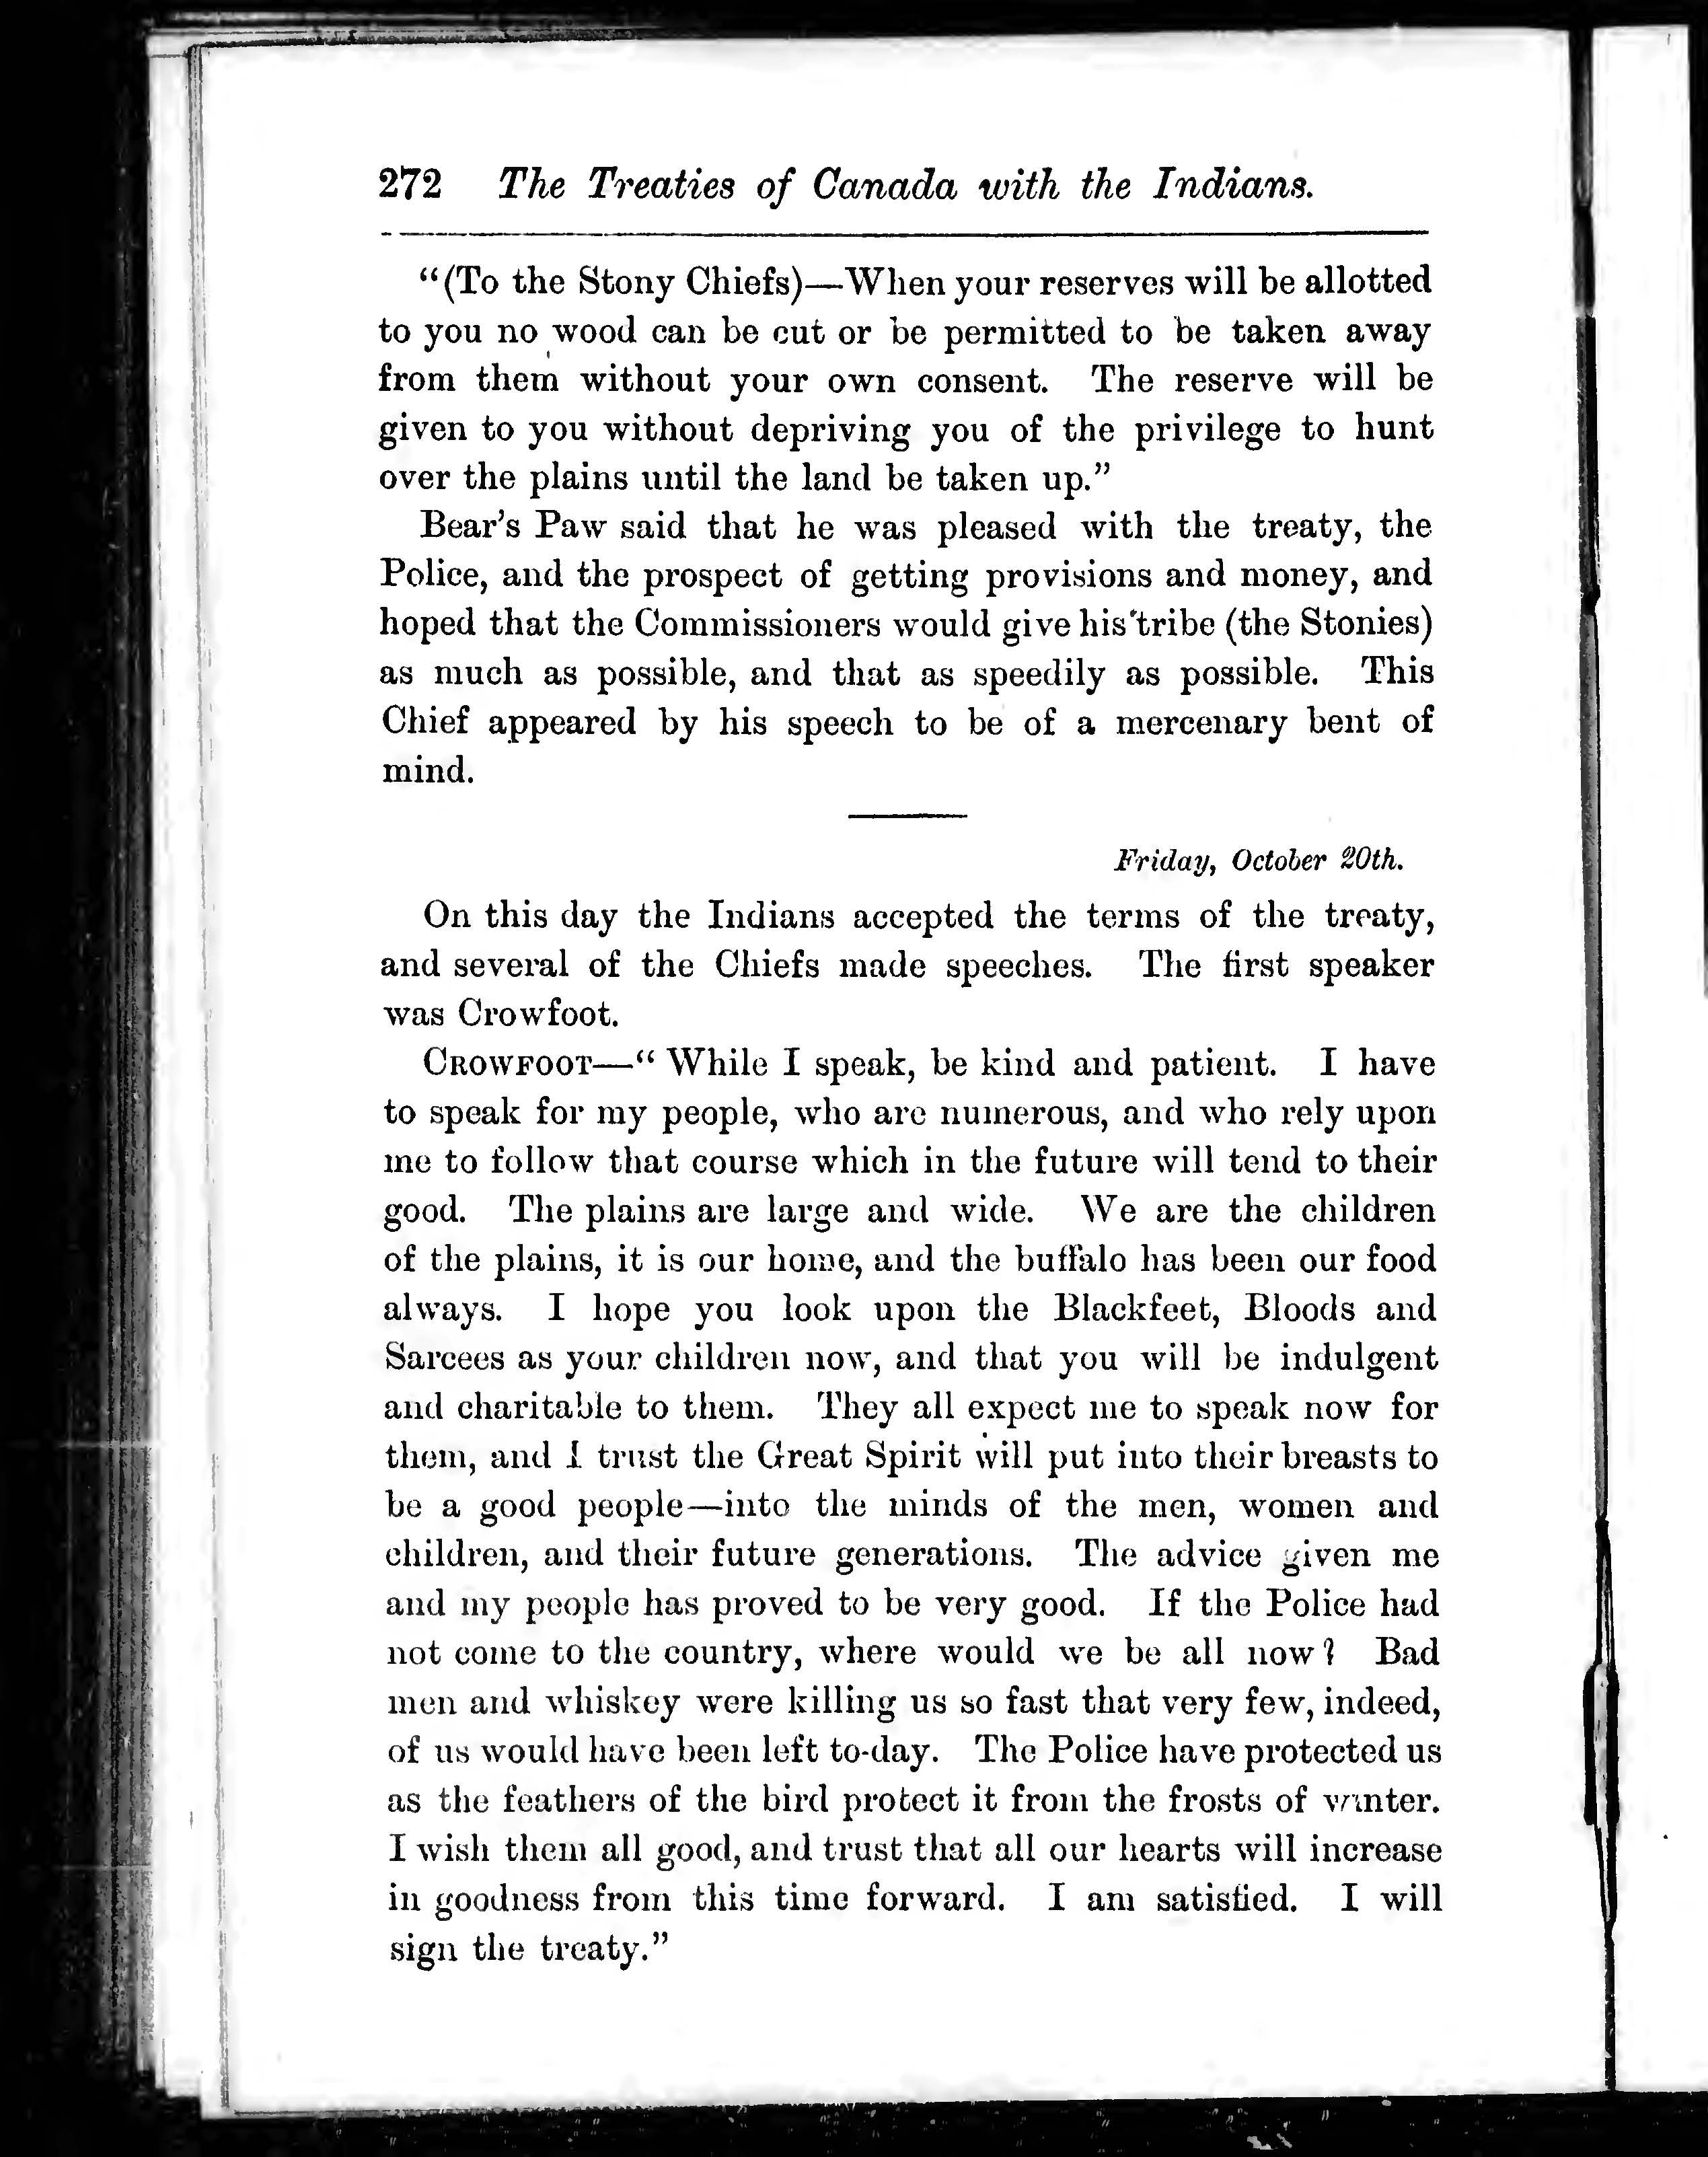 272 The Treaties of Canada with the Indians.
“(To the Stony Chiefs)—When your reserves will be allotted
to you no wood can be cut or be permitted to be taken away
from them without your own consent. The reserve will be
given to you without depriving you of the privilege to hunt
over the plains until the land be taken up.”
Bear’s Paw said that he was pleased with the treaty, the
Police, and the prospect of getting provisions and money, and
hoped that the Commissioners would give his tribe (the Stonies)
as much as possible, and that as speedily as possible. This
Chief appeared by his speech to be of a mercenary bent of
mind.
Friday, October 20th.
On this day the Indians accepted the terms of the treaty,
and several of the Chiefs made speeches. The first speaker
was Crowfoot.
CROWFOOT—“ While I speak, be kind and patient. I have
to speak for my people, who are numerous, and who rely upon
me to follow that course which in the future will tend to their
good. The plains are large and wide. We are the children
of the plains, it is our home, and the buffalo has been our food
always. I hope you look upon the Blackfeet, Bloods and
Sarcees as your children now, and that you will be indulgent
and charitable to them. They all expect me to speak now for
them, and I trust the Great Spirit will put into their breasts to
be a good people—into the minds of the men, women and
children, and their future generations. The advice given me
and my people has proved to be very good. If the Police had
not come to the country, where would we be all now? Bad
men and whiskey were killing us so fast that very few, indeed,
of us would have been left to-day. The Police have protected us
as the feathers of the bird protect it from the frosts of winter.
I wish them all good, and trust that all our hearts will increase
in goodness from this time forward. I am satisfied. I will
sign the treaty.”